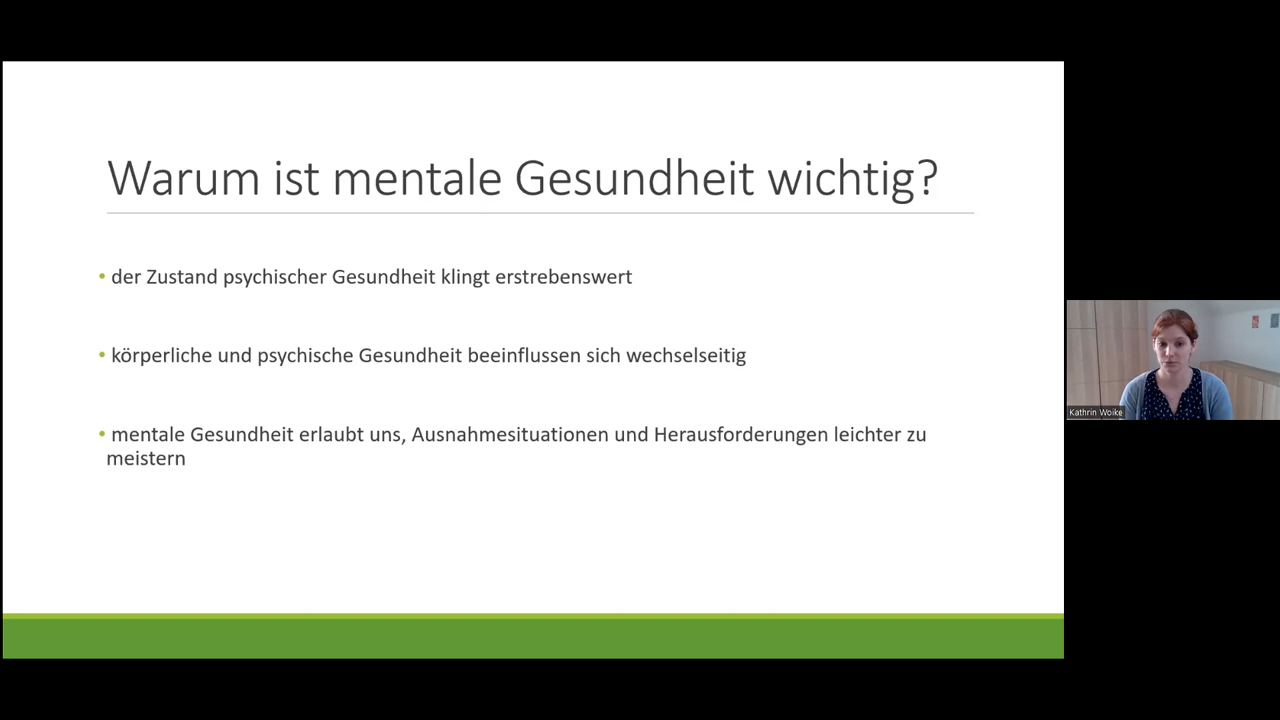 Warum ist mentale Gesundheit wichtig?
• der Zustand psychischer Gesundheit klingt erstrebenswert
• körperliche und psychische Gesundheit beeinflussen sich wechselseitig
• mentale Gesundheit erlaubt uns, Ausnahmesituationen und Herausforderungen leichter zu
meistern
Kathrin Woike